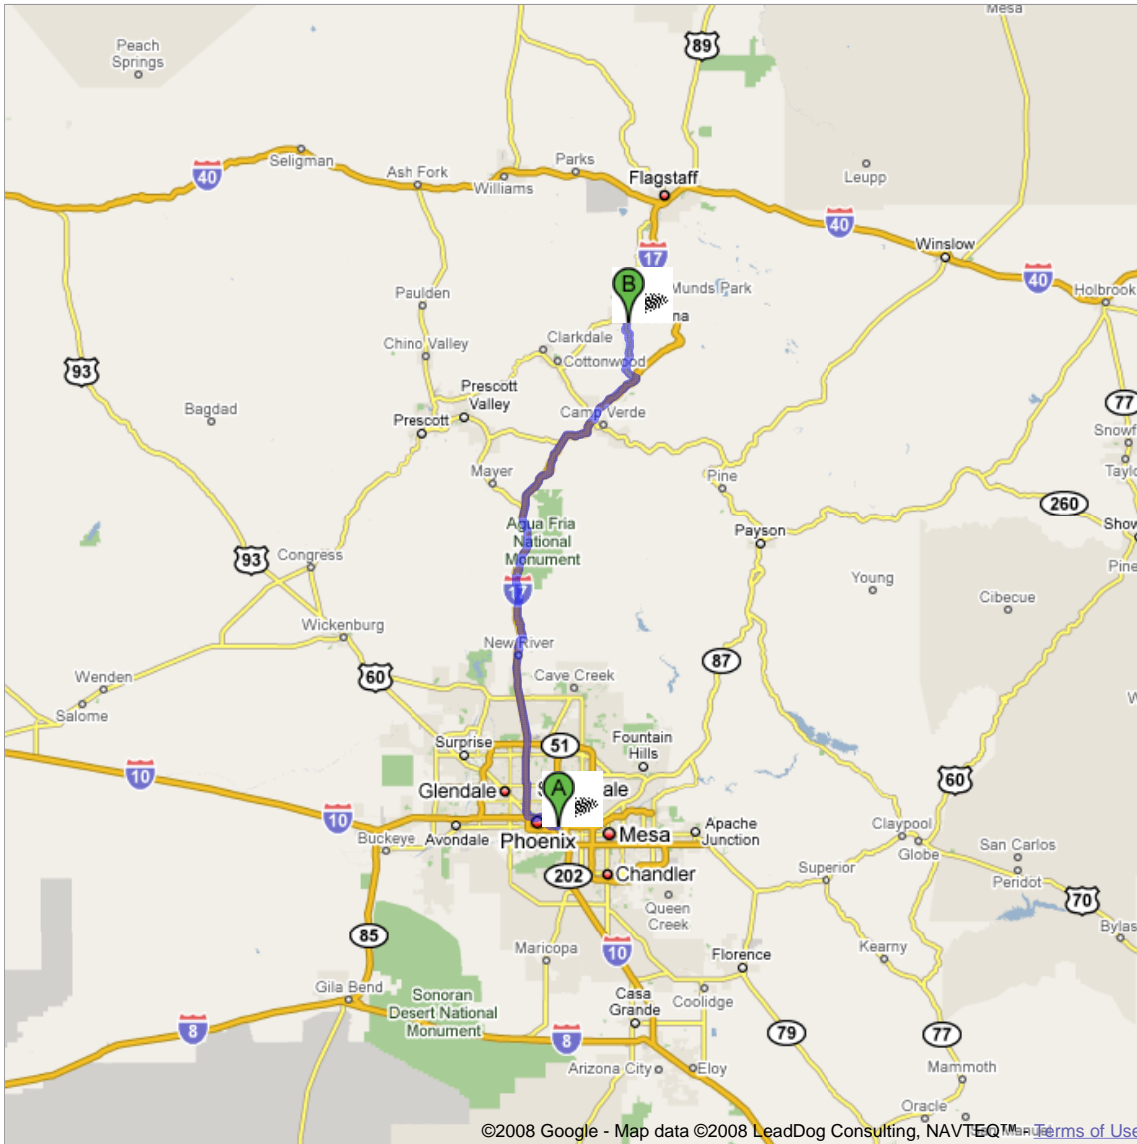 Mesa
Peach
Springs
89
Seligman
40
Ash Fork
Williams
Parks
Flagstaff
Leupp
40
Winslow
17
40
Holbrook
B
Munds Park
na
Paulden
Clarkdale
Chino Valley
Cottonwood
93
Prescott
Valley
Bagdad
Prescott
Camp Verde
77
Snowf
Taylo
Mayer
Pine
260
Agua Fria
National
Monument
Payson
Show
93
Congress
Pine
17
Young
Cibecue
Wickenburg
New River
87
60
Cave Creek
Wenden
Salome
Surprise
51
Fountain
Hills
10
60
Glendale
A
S
ale
10
Avondale
Phoenix
Mesa
Apache
Junction
Claypool
Buckeye
Globe
San Carlos
202
Chandler
Superior
Peridot
70
Queen
Creek
Bylas
85
Maricopa
10
Florence
Kearny
Gila Bend
Sonoran
Desert National
Monument
Casa
Grande
Coolidge
8
8
79
77
Arizona City
Eloy
Mammoth
Oracle
San Manuel
©2008 Google - Map data ©2008 LeadDog Consulting, NAVTEQ™ - Terms of Use